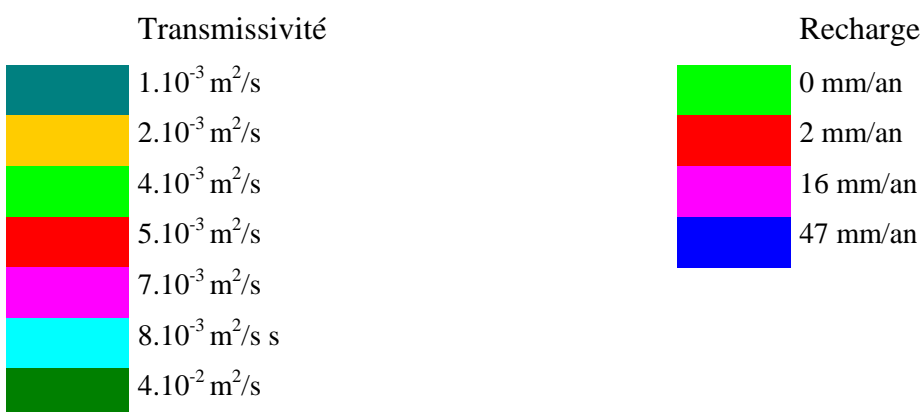 Transmissivité
1.10⁻³ m²/s
2.10⁻³ m²/s
4.10⁻³ m²/s
5.10⁻³ m²/s
7.10⁻³ m²/s
8.10⁻³ m²/s s
4.10⁻² m²/s
Recharge
0 mm/an
2 mm/an
16 mm/an
47 mm/an